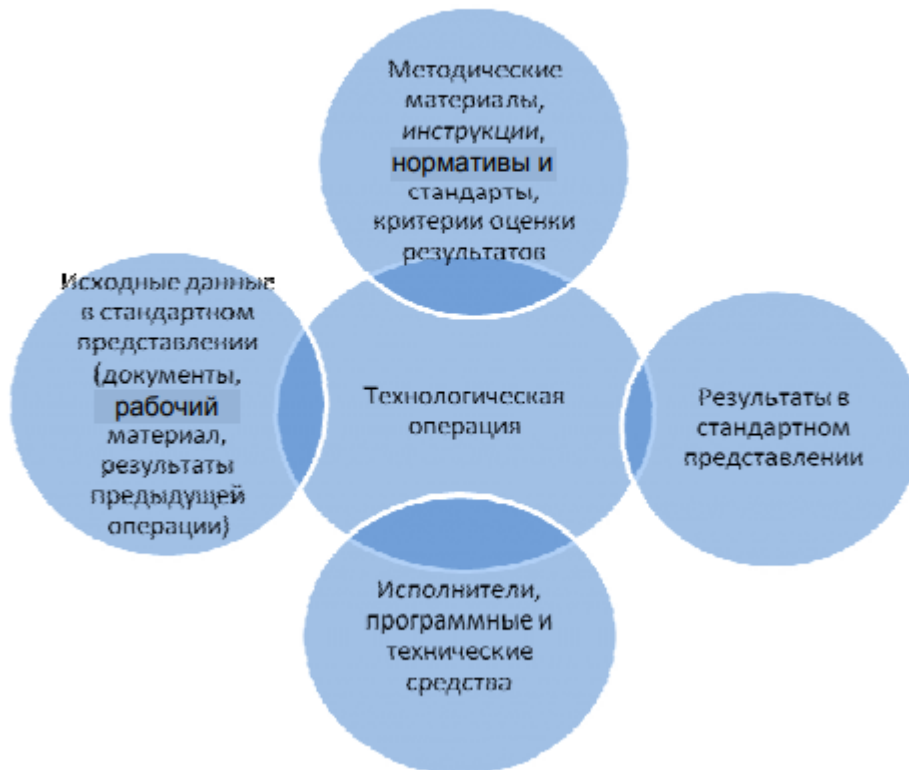 Методические
материалы,
инструкции,
нормативы и
стандарты,
критерии оценки
результатов
Исходные данные
в стандартном
представлении
(документы,
рабочий
материал,
результаты
предыдущей
операции)
Технологическая
операция
Результаты в
стандартном
представлении
Исполнители,
программные и
технические
средства